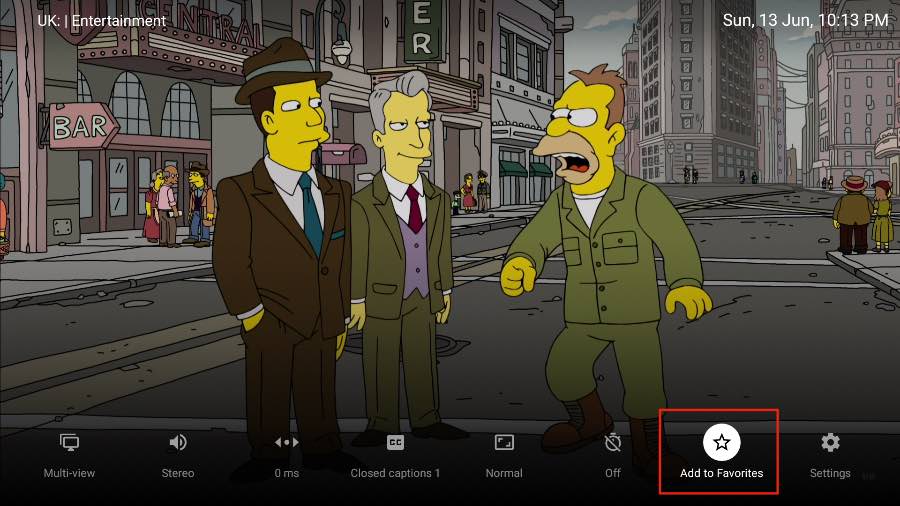 UK: | Entertainment
Sun, 13 Jun, 10:13 PM
CENTRAL
ER
BAR
CC
Multi-view
Stereo
0 ms
Closed captions 1
Normal
Off
Add to Favorites
Settings